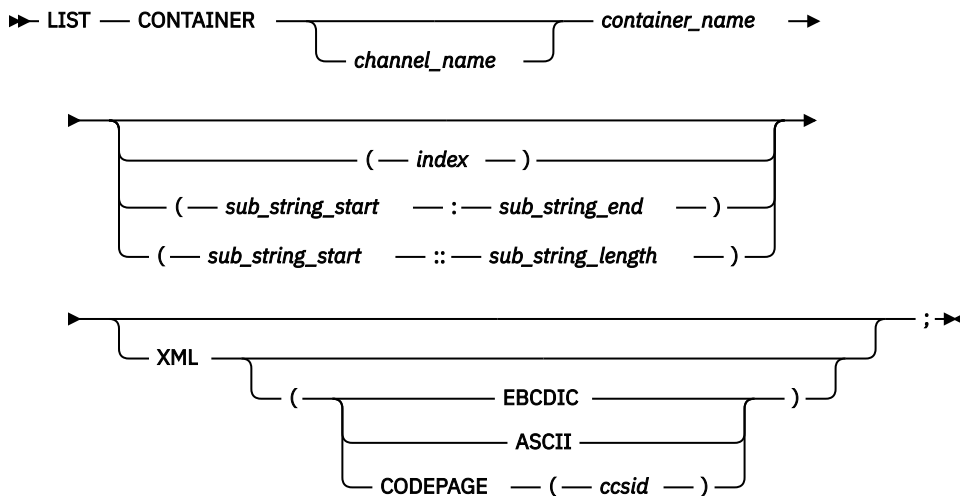 LIST CONTAINER container_name
channel_name
( index )
( sub_string_start : sub_string_end )
( sub_string_start :: sub_string_length )
;
XML
( EBCDIC )
ASCII
CODEPAGE ( ccsid )